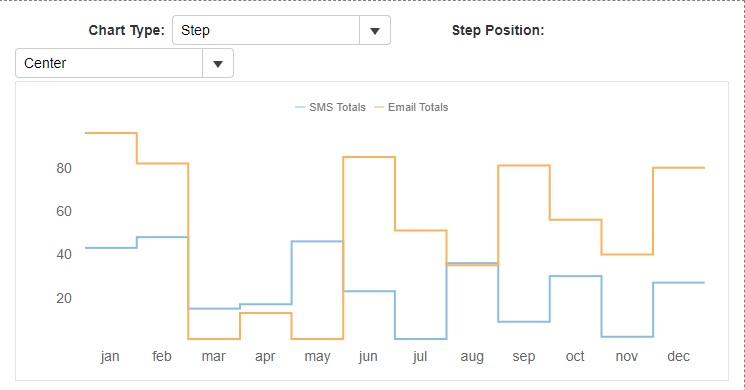 Chart Type: Step Step Position:
Center
SMS Totals Email Totals
80
60
40
20
jan feb mar apr may jun jul aug sep oct nov dec